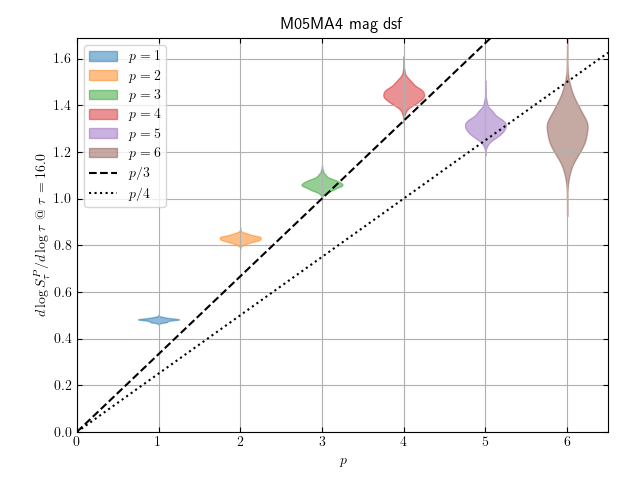 M05MA4 mag dsf
p = 1
p = 2
p = 3
p = 4
p = 5
p = 6
p/3
p/4
d log S_τ^P / d log τ @ τ = 16.0
1.6
1.4
1.2
1.0
0.8
0.6
0.4
0.2
0.0
0 1 2 3 4 5 6
p